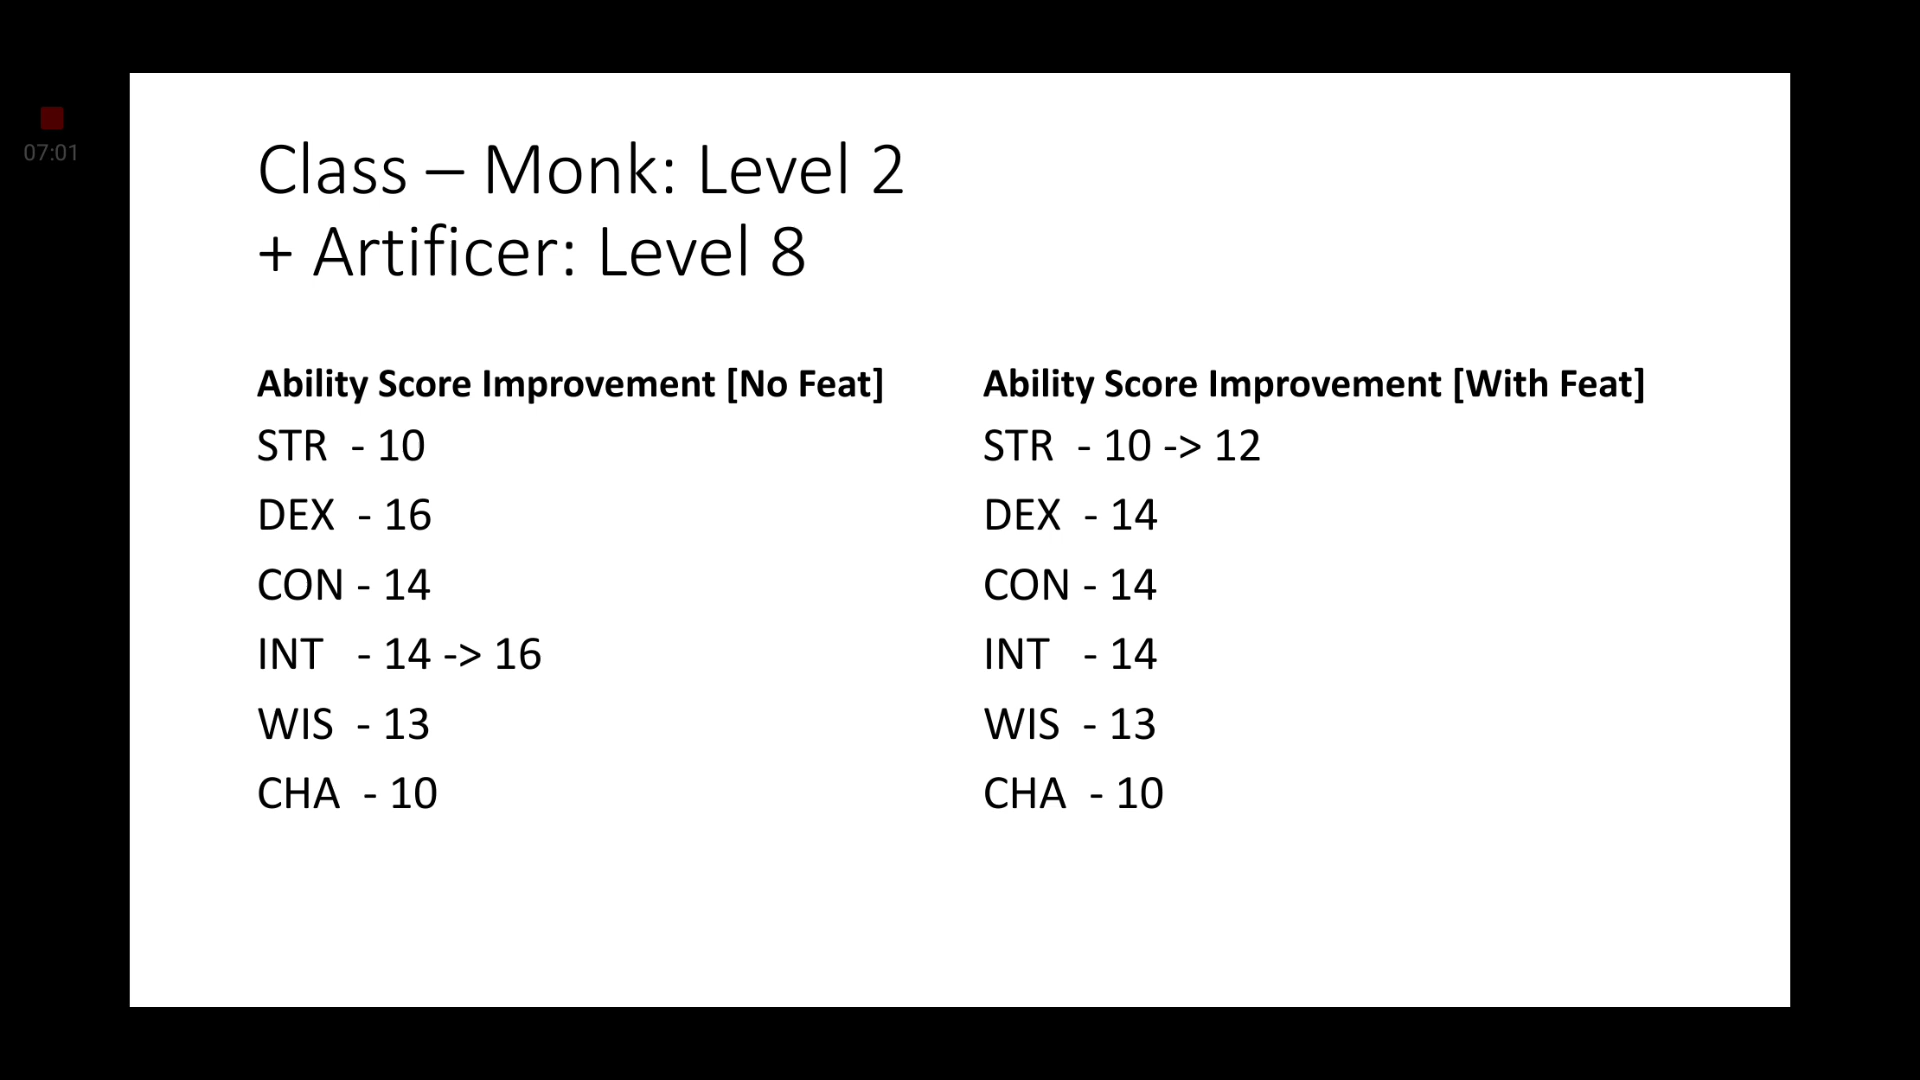 07:01
Class – Monk: Level 2
+ Artificer: Level 8
Ability Score Improvement [No Feat]
STR - 10
DEX - 16
CON - 14
INT - 14 -> 16
WIS - 13
CHA - 10
Ability Score Improvement [With Feat]
STR - 10 -> 12
DEX - 14
CON - 14
INT - 14
WIS - 13
CHA - 10